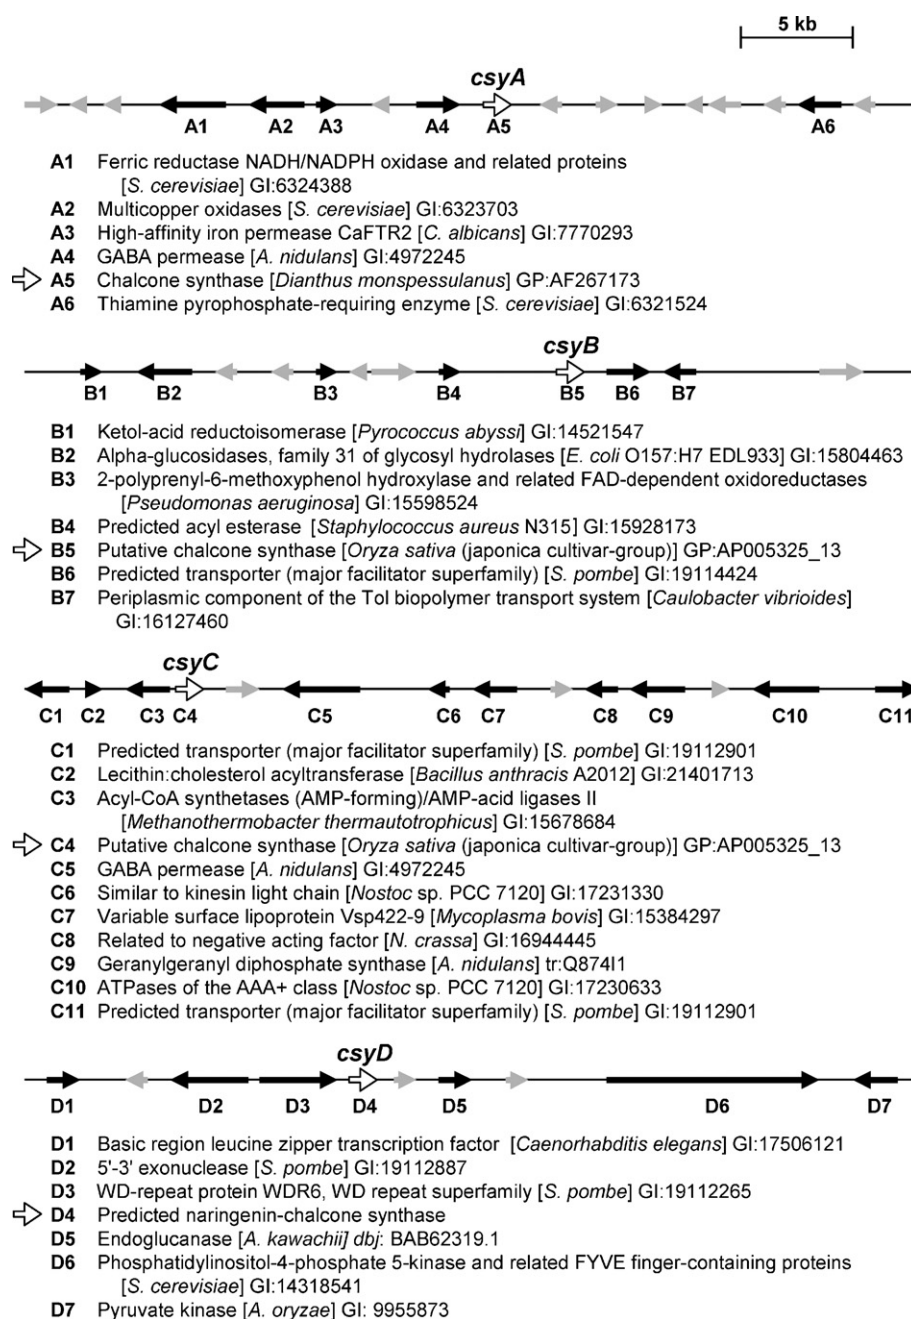 5 kb
csyA
A1 A2 A3 A4 A5 A6
A1 Ferric reductase NADH/NADPH oxidase and related proteins
[S. cerevisiae] GI:6324388
A2 Multicopper oxidases [S. cerevisiae] GI:6323703
A3 High-affinity iron permease CaFTR2 [C. albicans] GI:7770293
A4 GABA permease [A. nidulans] GI:4972245
A5 Chalcone synthase [Dianthus monspessulanus] GP:AF267173
A6 Thiamine pyrophosphate-requiring enzyme [S. cerevisiae] GI:6321524
csyB
B1 B2 B3 B4 B5 B6 B7
B1 Ketol-acid reductoisomerase [Pyrococcus abyssi] GI:14521547
B2 Alpha-glucosidases, family 31 of glycosyl hydrolases [E. coli O157:H7 EDL933] GI:15804463
B3 2-polyprenyl-6-methoxyphenol hydroxylase and related FAD-dependent oxidoreductases
[Pseudomonas aeruginosa] GI:15598524
B4 Predicted acyl esterase [Staphylococcus aureus N315] GI:15928173
B5 Putative chalcone synthase [Oryza sativa (japonica cultivar-group)] GP:AP005325_13
B6 Predicted transporter (major facilitator superfamily) [S. pombe] GI:19114424
B7 Periplasmic component of the Tol biopolymer transport system [Caulobacter vibrioides]
GI:16127460
csyC
C1 C2 C3 C4 C5 C6 C7 C8 C9 C10 C11
C1 Predicted transporter (major facilitator superfamily) [S. pombe] GI:19112901
C2 Lecithin:cholesterol acyltransferase [Bacillus anthracis A2012] GI:21401713
C3 Acyl-CoA synthetases (AMP-forming)/AMP-acid ligases II
[Methanothermobacter thermautotrophicus] GI:15678684
C4 Putative chalcone synthase [Oryza sativa (japonica cultivar-group)] GP:AP005325_13
C5 GABA permease [A. nidulans] GI:4972245
C6 Similar to kinesin light chain [Nostoc sp. PCC 7120] GI:17231330
C7 Variable surface lipoprotein Vsp422-9 [Mycoplasma bovis] GI:15384297
C8 Related to negative acting factor [N. crassa] GI:16944445
C9 Geranylgeranyl diphosphate synthase [A. nidulans] tr:Q874I1
C10 ATPases of the AAA+ class [Nostoc sp. PCC 7120] GI:17230633
C11 Predicted transporter (major facilitator superfamily) [S. pombe] GI:19112901
csyD
D1 D2 D3 D4 D5 D6 D7
D1 Basic region leucine zipper transcription factor [Caenorhabditis elegans] GI:17506121
D2 5'-3' exonuclease [S. pombe] GI:19112887
D3 WD-repeat protein WDR6, WD repeat superfamily [S. pombe] GI:19112265
D4 Predicted naringenin-chalcone synthase
D5 Endoglucanase [A. kawachii] dbj: BAB62319.1
D6 Phosphatidylinositol-4-phosphate 5-kinase and related FYVE finger-containing proteins
[S. cerevisiae] GI:14318541
D7 Pyruvate kinase [A. oryzae] GI: 9955873